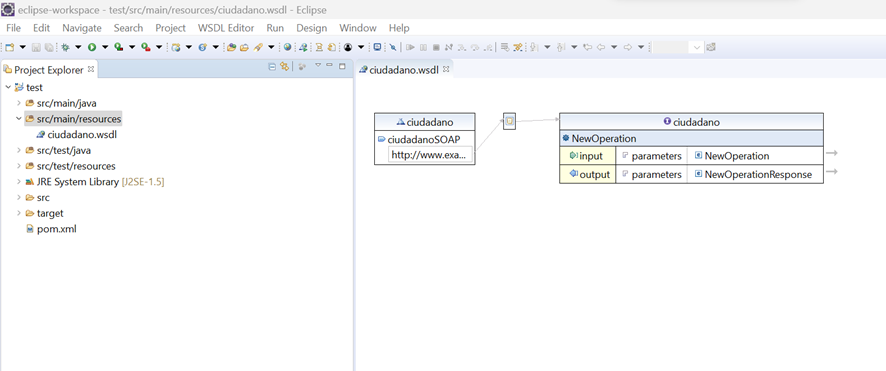 eclipse-workspace - test/src/main/resources/ciudadano.wsdl - Eclipse
File Edit Navigate Search Project WSDL Editor Run Design Window Help
Project Explorer
test
src/main/java
src/main/resources
ciudadano.wsdl
src/test/java
src/test/resources
JRE System Library [J2SE-1.5]
src
target
pom.xml
ciudadano.wsdl
ciudadano
ciudadanoSOAP
http://www.exa...
ciudadano
NewOperation
input parameters NewOperation
output parameters NewOperationResponse